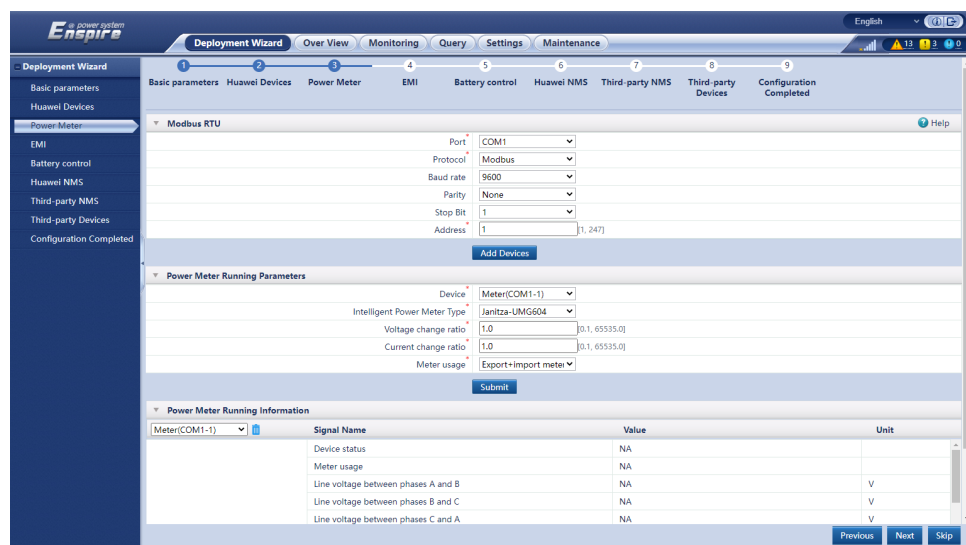 power system
Enspire
English
Deployment Wizard Over View Monitoring Query Settings Maintenance
13 3 0
Deployment Wizard
Basic parameters
Huawei Devices
Power Meter
EMI
Battery control
Huawei NMS
Third-party NMS
Third-party Devices
Configuration Completed
1 2 3 4 5 6 7 8 9
Basic parameters Huawei Devices Power Meter EMI Battery control Huawei NMS Third-party NMS Third-party Devices Configuration Completed
Modbus RTU Help
Port * COM1
Protocol * Modbus
Baud rate 9600
Parity None
Stop Bit 1
Address * 1 [1, 247]
Add Devices
Power Meter Running Parameters
Device * Meter(COM1-1)
Intelligent Power Meter Type * Janitza-UMG604
Voltage change ratio * 1.0 [0.1, 65535.0]
Current change ratio * 1.0 [0.1, 65535.0]
Meter usage * Export+import meter
Submit
Power Meter Running Information
Meter(COM1-1) Signal Name Value Unit
Device status NA
Meter usage NA
Line voltage between phases A and B NA V
Line voltage between phases B and C NA V
Line voltage between phases C and A NA V
Previous Next Skip